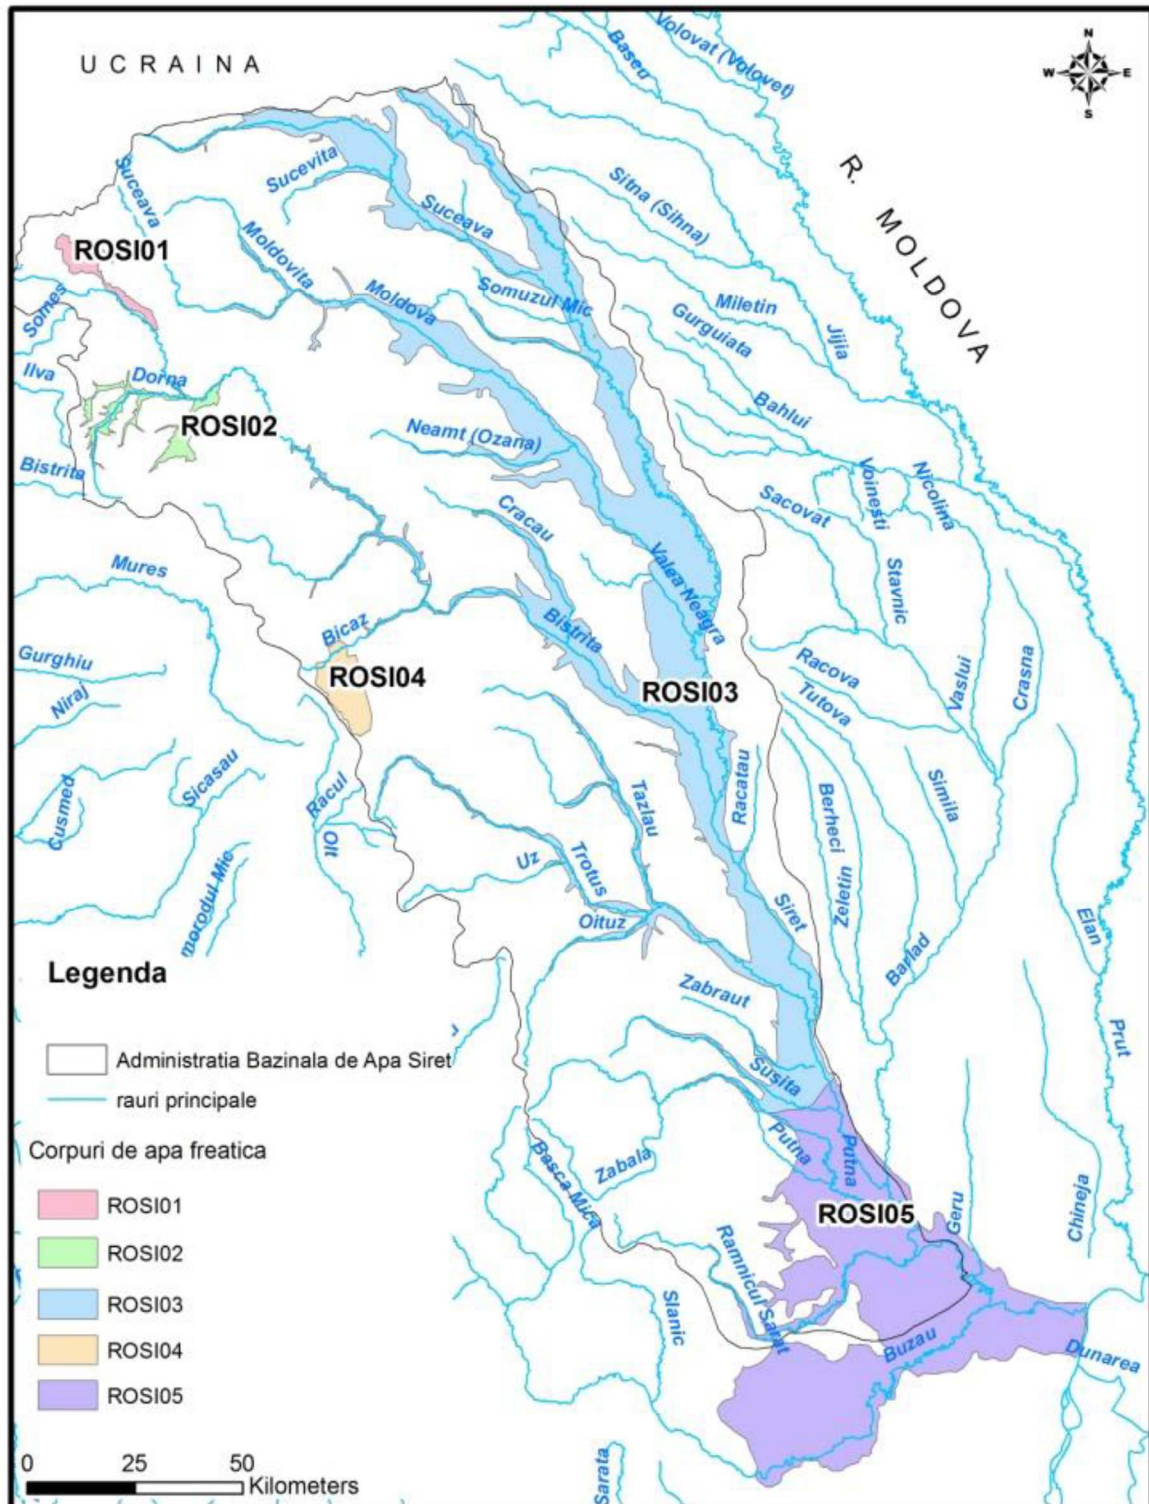 UCRAINA
Volovat (Volovet)
Baseu
N
W E
S
R. MOLDOVA
Suceava
Sucevita
Suceava
Sitna (Sihna)
ROSI01
Moldovita
Moldova
Somuzul Mic
Miletin
Gurguiata
Jijia
Somes
Ilva
Dorna
ROSI02
Bahlui
Neamt (Ozana)
Bistrita
Cracau
Sacovat
Voinesti
Nicolina
Mures
Valea Neagra
Stavnic
Bicaz
Bistrita
Gurghiu
Niraj
ROSI04
ROSI03
Racova
Tutova
Vaslui
Crasna
Cusmed
Sicasau
Racul
Olt
Tazlau
Racatau
Berheci
Simila
Zeletin
morodul Mic
Uz
Trotus
Oituz
Siret
Barlad
Elan
Zabraut
Prut
Legenda
Administratia Bazinala de Apa Siret
rauri principale
Susita
Putna
Putna
Corpuri de apa freatica
Basca Mica
Zabala
ROSI01
ROSI05
Geru
Chineja
ROSI02
Ramnicul Sarat
ROSI03
Slanic
Buzau
Dunarea
ROSI04
ROSI05
0 25 50
Kilometers
Sarata